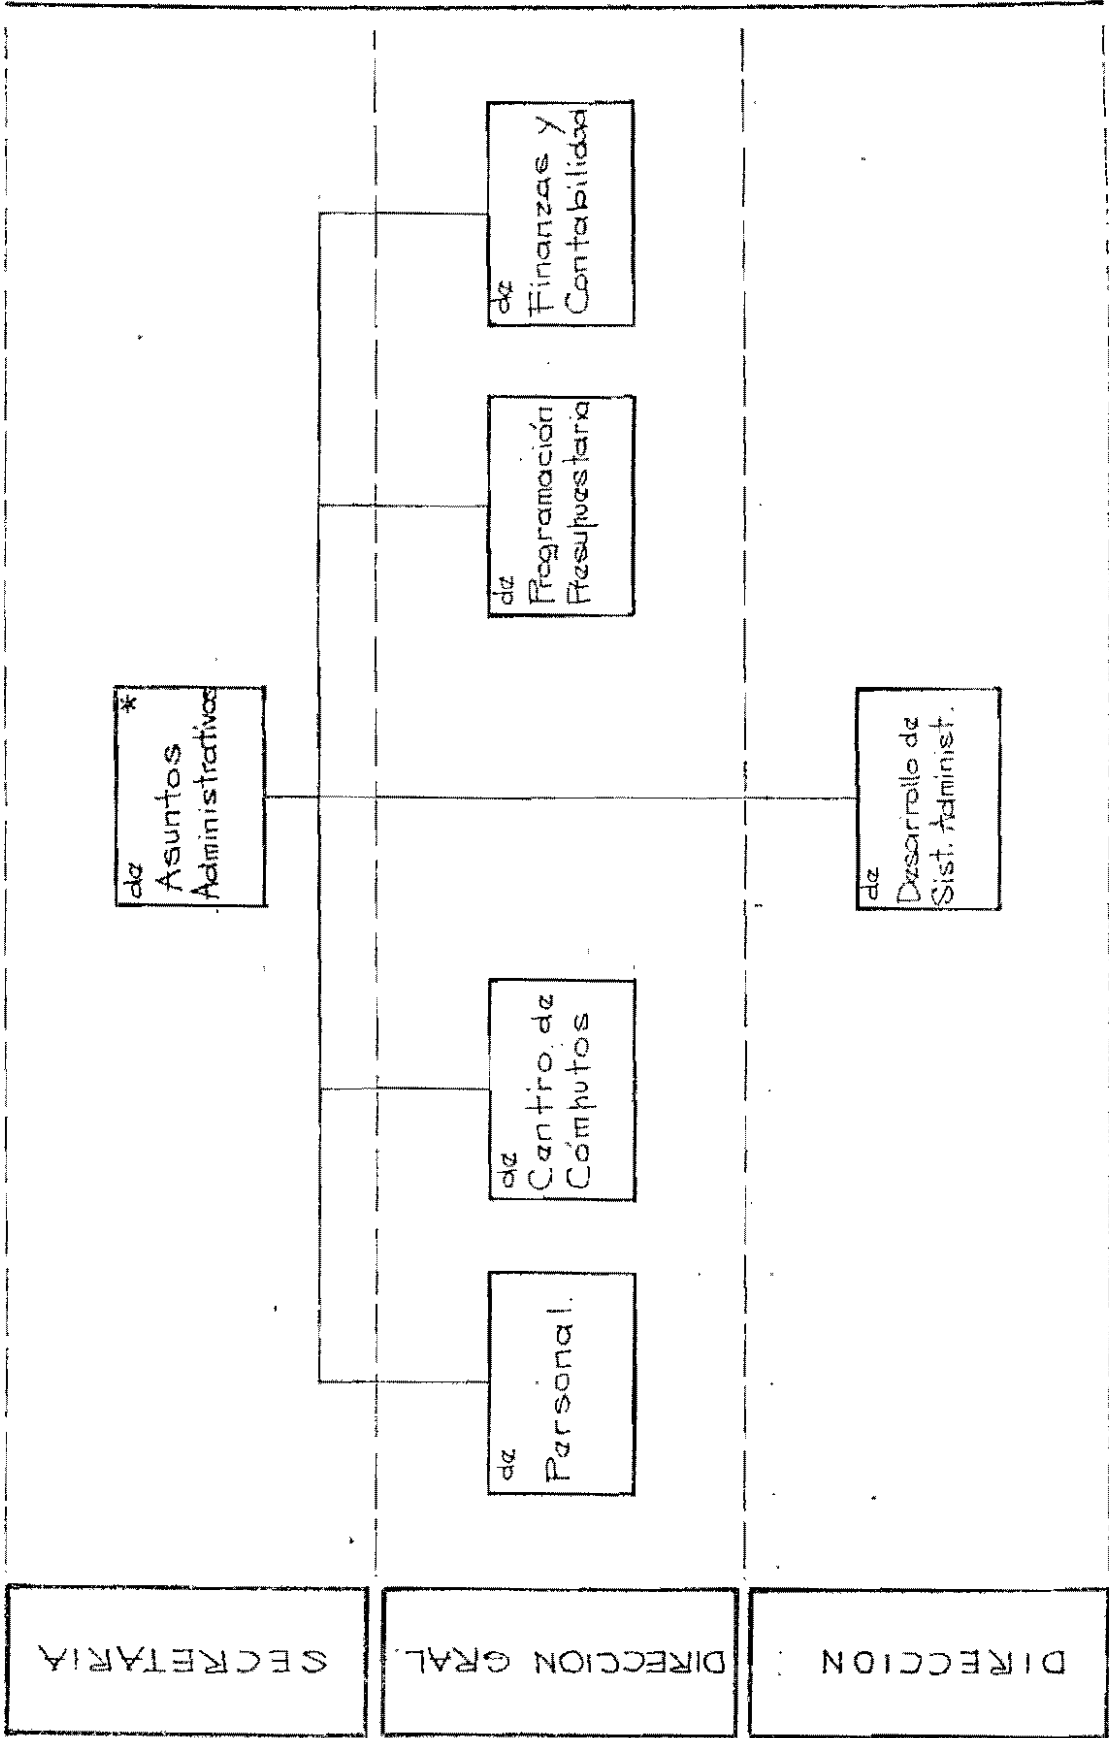 SECRETARIA
de *
Asuntos
Administrativos
DIRECCION GRAL.
de
Personal.
de
Centro de
Cómputos
de
Programación
Presupuestaria
de
Finanzas y
Contabilidad
DIRECCION
de
Desarrollo de
Sist. Administ.